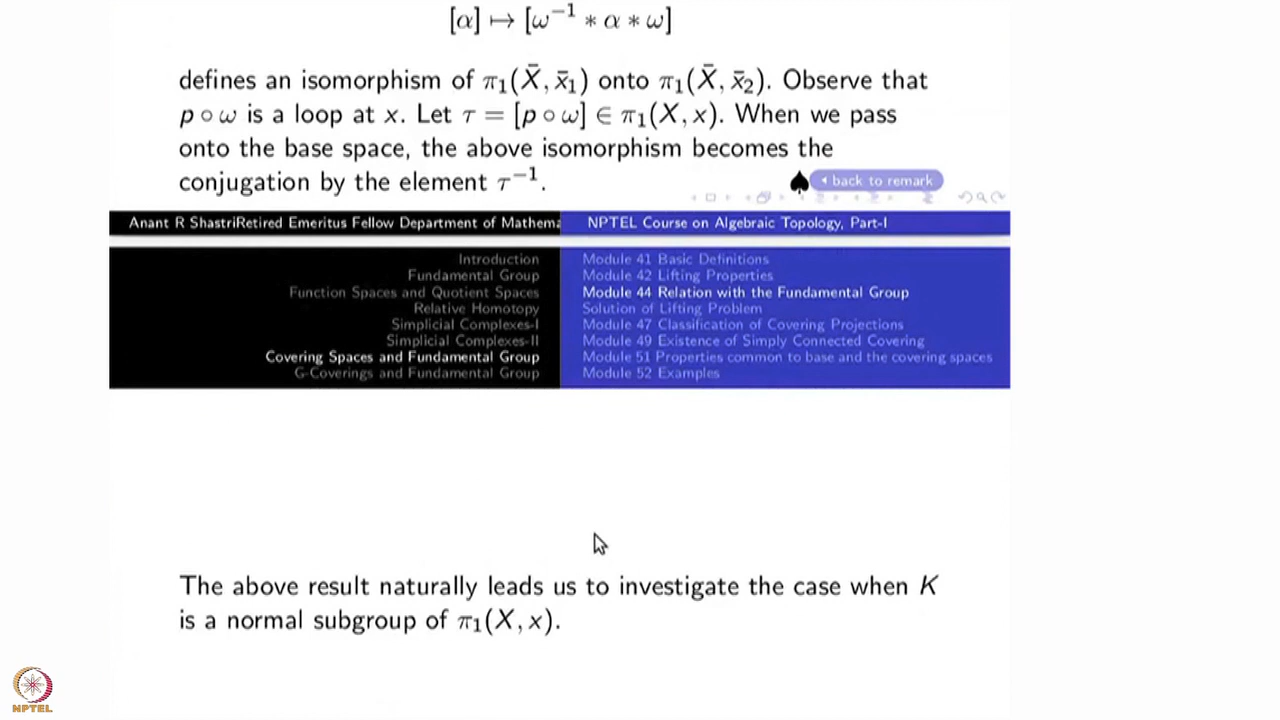 [α] ↦ [ω⁻¹ * α * ω]
defines an isomorphism of π₁(X̄, x̄₁) onto π₁(X̄, x̄₂). Observe that
p ∘ ω is a loop at x. Let τ = [p ∘ ω] ∈ π₁(X, x). When we pass
onto the base space, the above isomorphism becomes the
conjugation by the element τ⁻¹. ♠ back to remark
Anant R ShastriRetired Emeritus Fellow Department of Mathema NPTEL Course on Algebraic Topology, Part-I
Introduction
Fundamental Group
Function Spaces and Quotient Spaces
Relative Homotopy
Simplicial Complexes-I
Simplicial Complexes-II
Covering Spaces and Fundamental Group
G-Coverings and Fundamental Group
Module 41 Basic Definitions
Module 42 Lifting Properties
Module 44 Relation with the Fundamental Group
Solution of Lifting Problem
Module 47 Classification of Covering Projections
Module 49 Existence of Simply Connected Covering
Module 51 Properties common to base and the covering spaces
Module 52 Examples
The above result naturally leads us to investigate the case when K
is a normal subgroup of π₁(X, x).
NPTEL